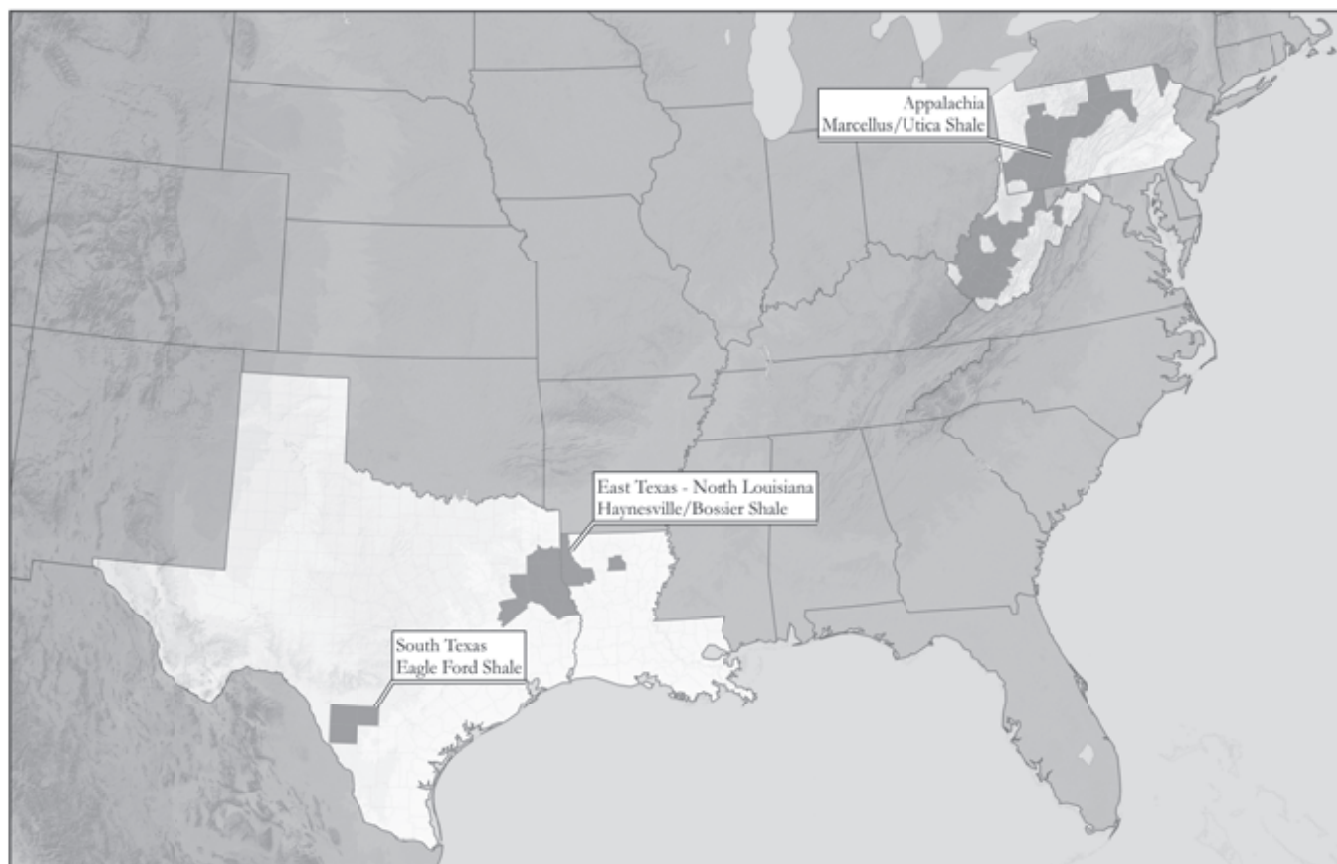 Appalachia
Marcellus/Utica Shale
East Texas - North Louisiana
Haynesville/Bossier Shale
South Texas
Eagle Ford Shale